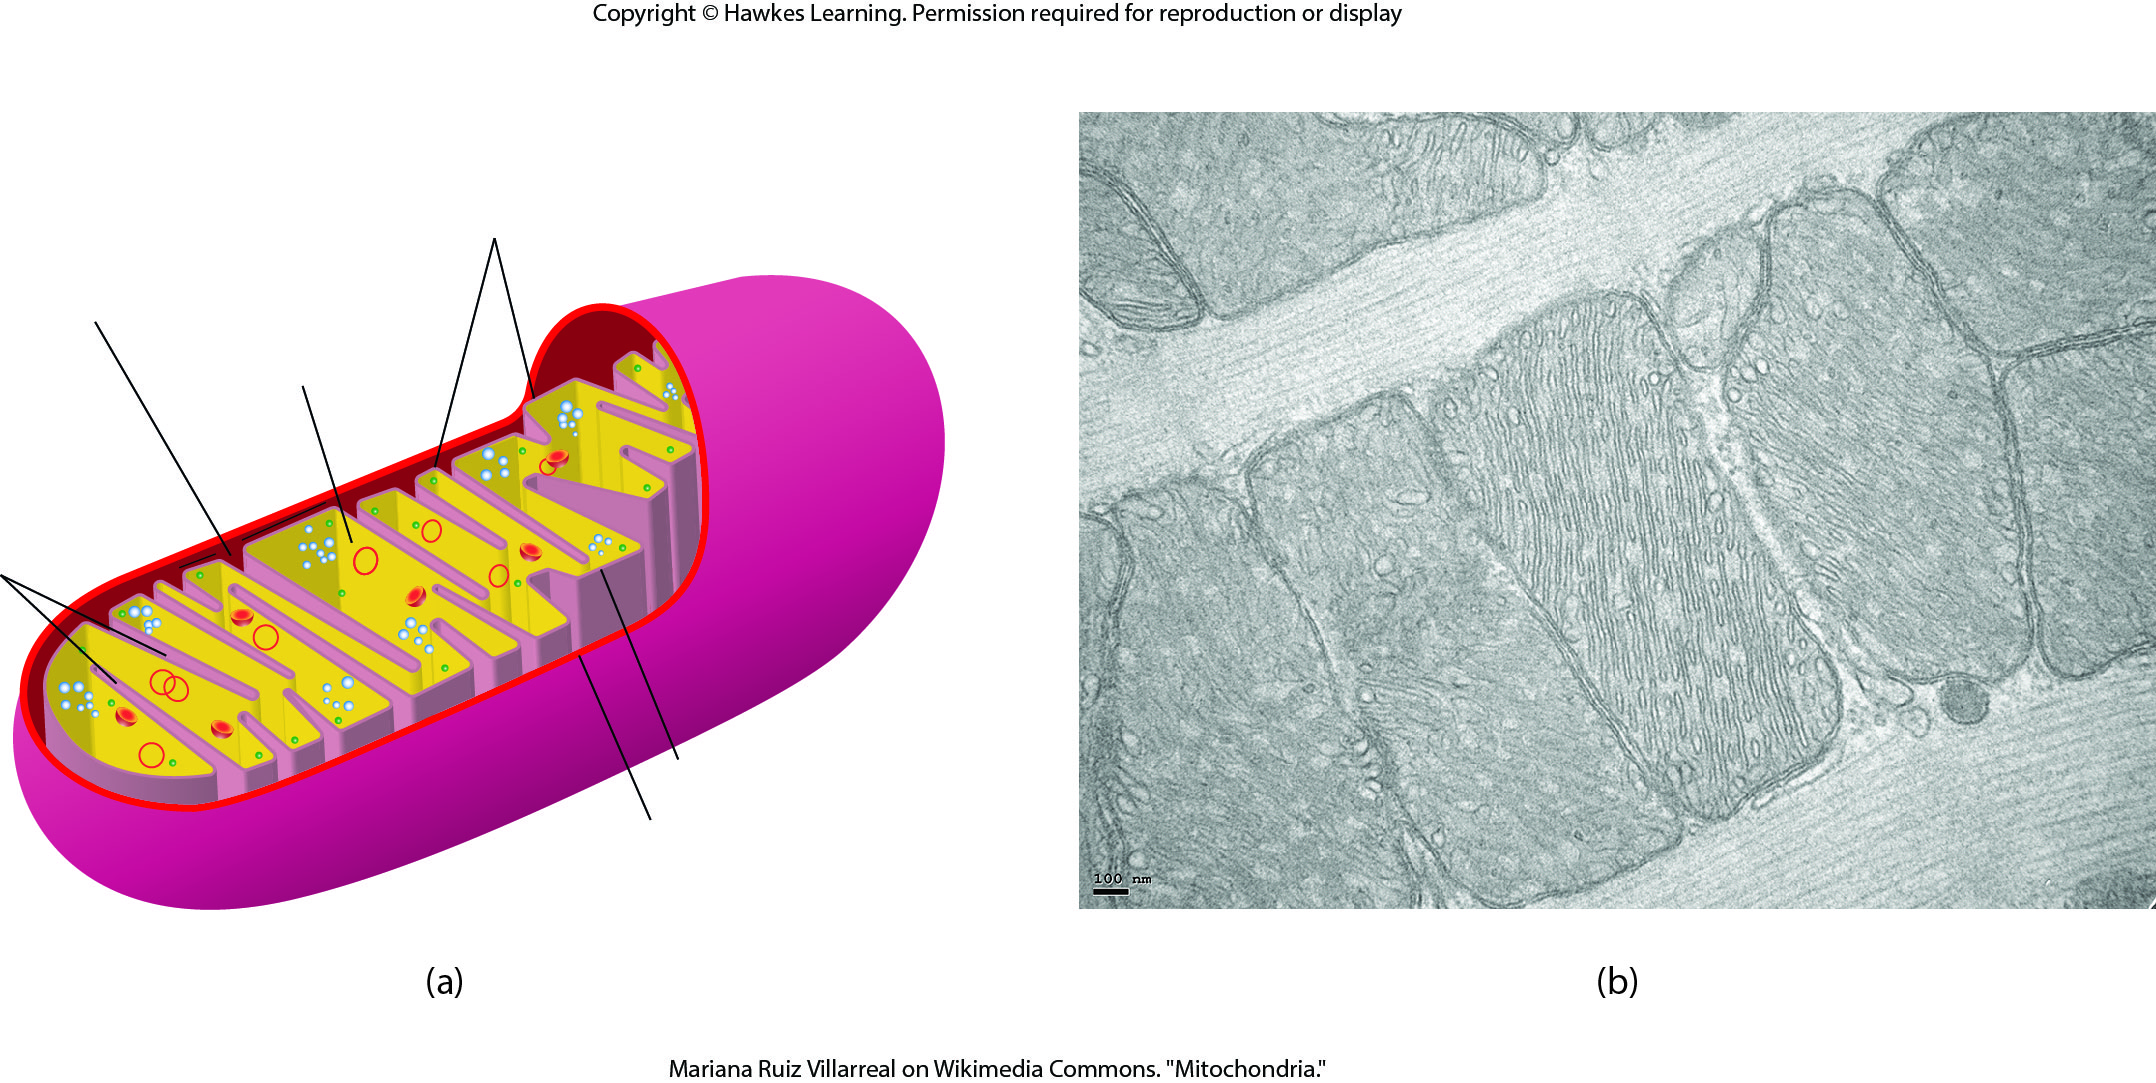 Copyright © Hawkes Learning. Permission required for reproduction or display
100 nm
(a)
(b)
Mariana Ruiz Villarreal on Wikimedia Commons. "Mitochondria."